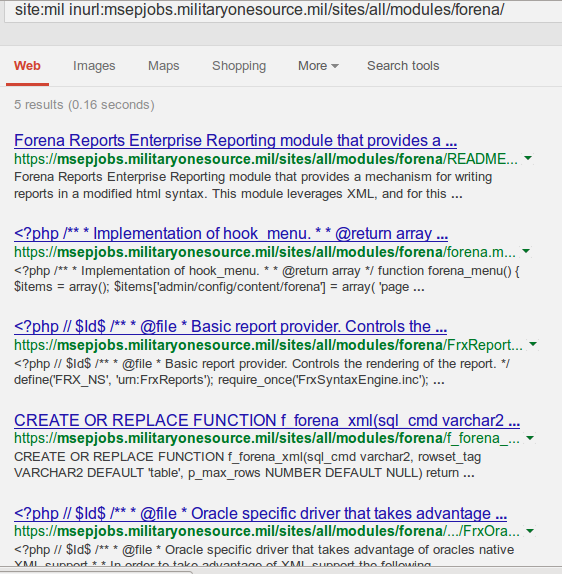 site:mil inurl:msepjobs.militaryonesource.mil/sites/all/modules/forena/
Web Images Maps Shopping More Search tools
5 results (0.16 seconds)
Forena Reports Enterprise Reporting module that provides a ...
https://msepjobs.militaryonesource.mil/sites/all/modules/forena/README...
Forena Reports Enterprise Reporting module that provides a mechanism for writing
reports in a modified html syntax. This module leverages XML, and for this ...
<?php /** * Implementation of hook_menu. * * @return array ...
https://msepjobs.militaryonesource.mil/sites/all/modules/forena/forena.m...
<?php /** * Implementation of hook_menu. * * @return array */ function forena_menu() {
$items = array(); $items['admin/config/content/forena'] = array( 'page ...
<?php // $Id$ /** * @file * Basic report provider. Controls the ...
https://msepjobs.militaryonesource.mil/sites/all/modules/forena/FrxReport...
<?php // $Id$ /** * @file * Basic report provider. Controls the rendering of the report. */
define('FRX_NS', 'urn:FrxReports'); require_once('FrxSyntaxEngine.inc'); ...
CREATE OR REPLACE FUNCTION f_forena_xml(sql_cmd varchar2 ...
https://msepjobs.militaryonesource.mil/sites/all/modules/forena/f_forena_...
CREATE OR REPLACE FUNCTION f_forena_xml(sql_cmd varchar2, rowset_tag
VARCHAR2 DEFAULT 'table', p_max_rows NUMBER DEFAULT NULL) return ...
<?php // $Id$ /** * @file * Oracle specific driver that takes advantage ...
https://msepjobs.militaryonesource.mil/sites/all/modules/forena/.../FrxOra...
<?php // $Id$ /** * @file * Oracle specific driver that takes advantage of oracles native
XML support * * In order to take advantage of XML support the following